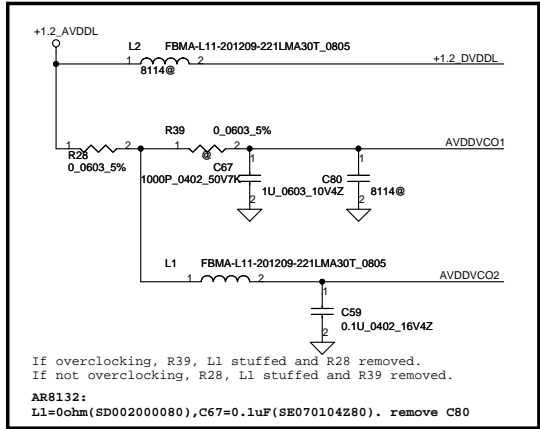 +1.2_AVDDL
L2 FBMA-L11-201209-221LMA30T_0805
1 2 +1.2_DVDDL
8114@
R39 0_0603_5% AVDDVCO1
1 2 1 2
R28 @ C67 1 1
0_0603_5% 1000P_0402_50V7K C80
1U_0603_10V4Z 8114@
2 2
L1 FBMA-L11-201209-221LMA30T_0805
1 2 AVDDVCO2
1
C59
0.1U_0402_16V4Z
2
If overclocking, R39, L1 stuffed and R28 removed.
If not overclocking, R28, L1 stuffed and R39 removed.
AR8132:
L1=0ohm(SD002000080),C67=0.1uF(SE070104Z80). remove C80